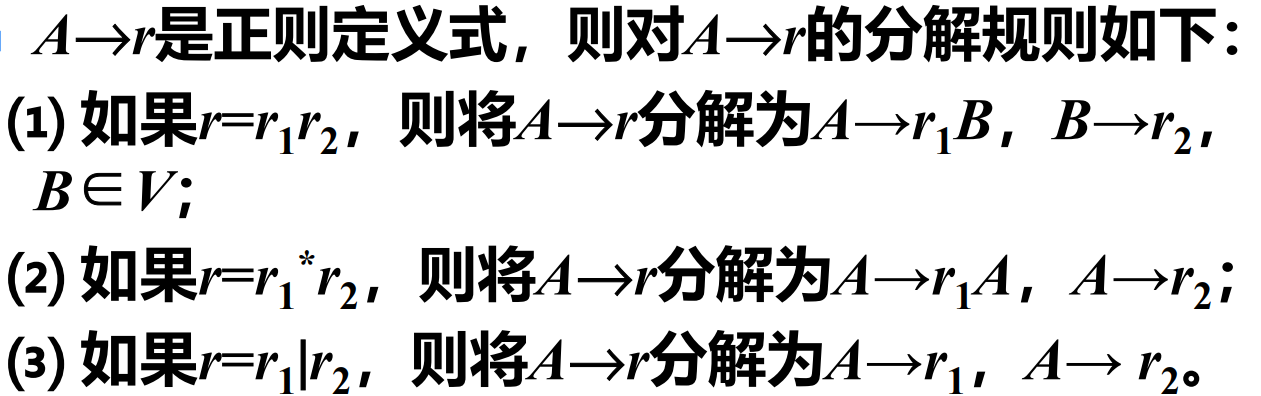 A→r是正则定义式，则对A→r的分解规则如下：
(1) 如果r=r₁r₂，则将A→r分解为A→r₁B，B→r₂，
B∈V；
(2) 如果r=r₁*r₂，则将A→r分解为A→r₁A，A→r₂；
(3) 如果r=r₁|r₂，则将A→r分解为A→r₁，A→ r₂。